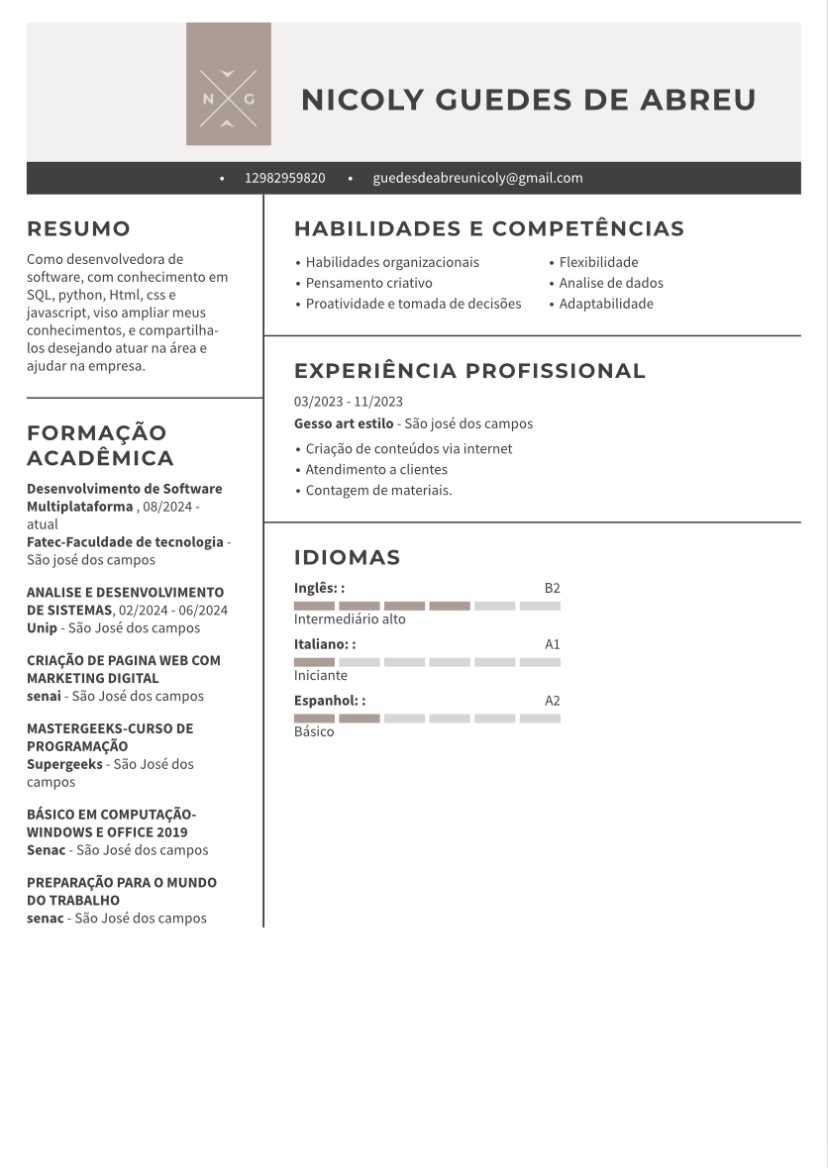 N G
NICOLY GUEDES DE ABREU
• 12982959820 • guedesdeabreunicoly@gmail.com
RESUMO
Como desenvolvedora de
software, com conhecimento em
SQL, python, Html, css e
javascript, viso ampliar meus
conhecimentos, e compartilha-
los desejando atuar na área e
ajudar na empresa.
FORMAÇÃO
ACADÊMICA
Desenvolvimento de Software
Multiplataforma , 08/2024 -
atual
Fatec-Faculdade de tecnologia -
São josé dos campos
ANALISE E DESENVOLVIMENTO
DE SISTEMAS, 02/2024 - 06/2024
Unip - São José dos campos
CRIAÇÃO DE PAGINA WEB COM
MARKETING DIGITAL
senai - São José dos campos
MASTERGEEKS-CURSO DE
PROGRAMAÇÃO
Supergeeks - São José dos
campos
BÁSICO EM COMPUTAÇÃO-
WINDOWS E OFFICE 2019
Senac - São José dos campos
PREPARAÇÃO PARA O MUNDO
DO TRABALHO
senac - São José dos campos
HABILIDADES E COMPETÊNCIAS
• Habilidades organizacionais
• Pensamento criativo
• Proatividade e tomada de decisões
• Flexibilidade
• Analise de dados
• Adaptabilidade
EXPERIÊNCIA PROFISSIONAL
03/2023 - 11/2023
Gesso art estilo - São josé dos campos
• Criação de conteúdos via internet
• Atendimento a clientes
• Contagem de materiais.
IDIOMAS
Inglês: : B2
Intermediário alto
Italiano: : A1
Iniciante
Espanhol: : A2
Básico